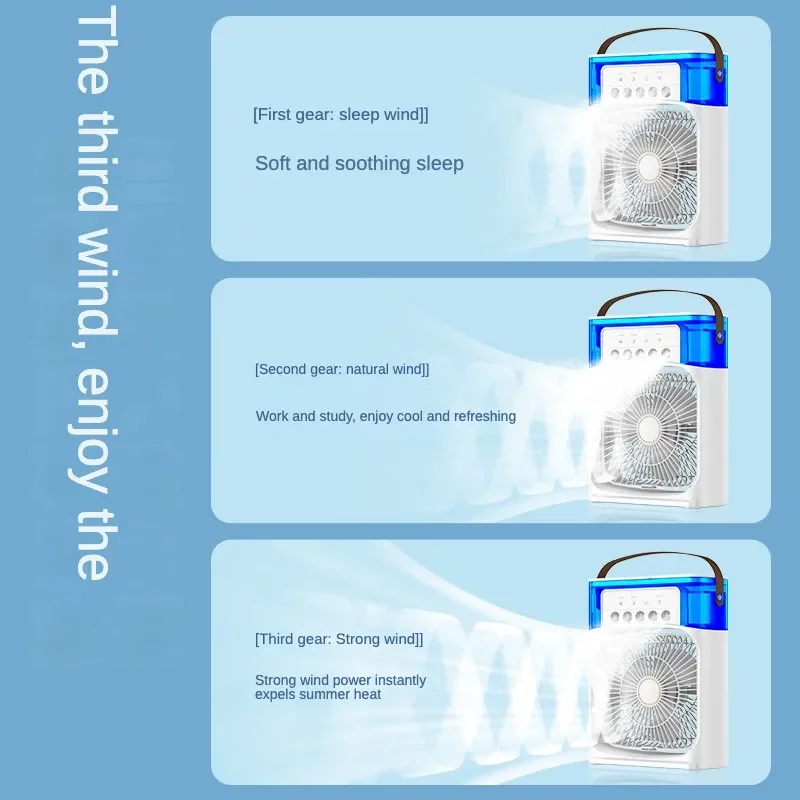 The third wind, enjoy the
[First gear: sleep wind]]
Soft and soothing sleep
[Second gear: natural wind]]
Work and study, enjoy cool and refreshing
[Third gear: Strong wind]]
Strong wind power instantly
expels summer heat